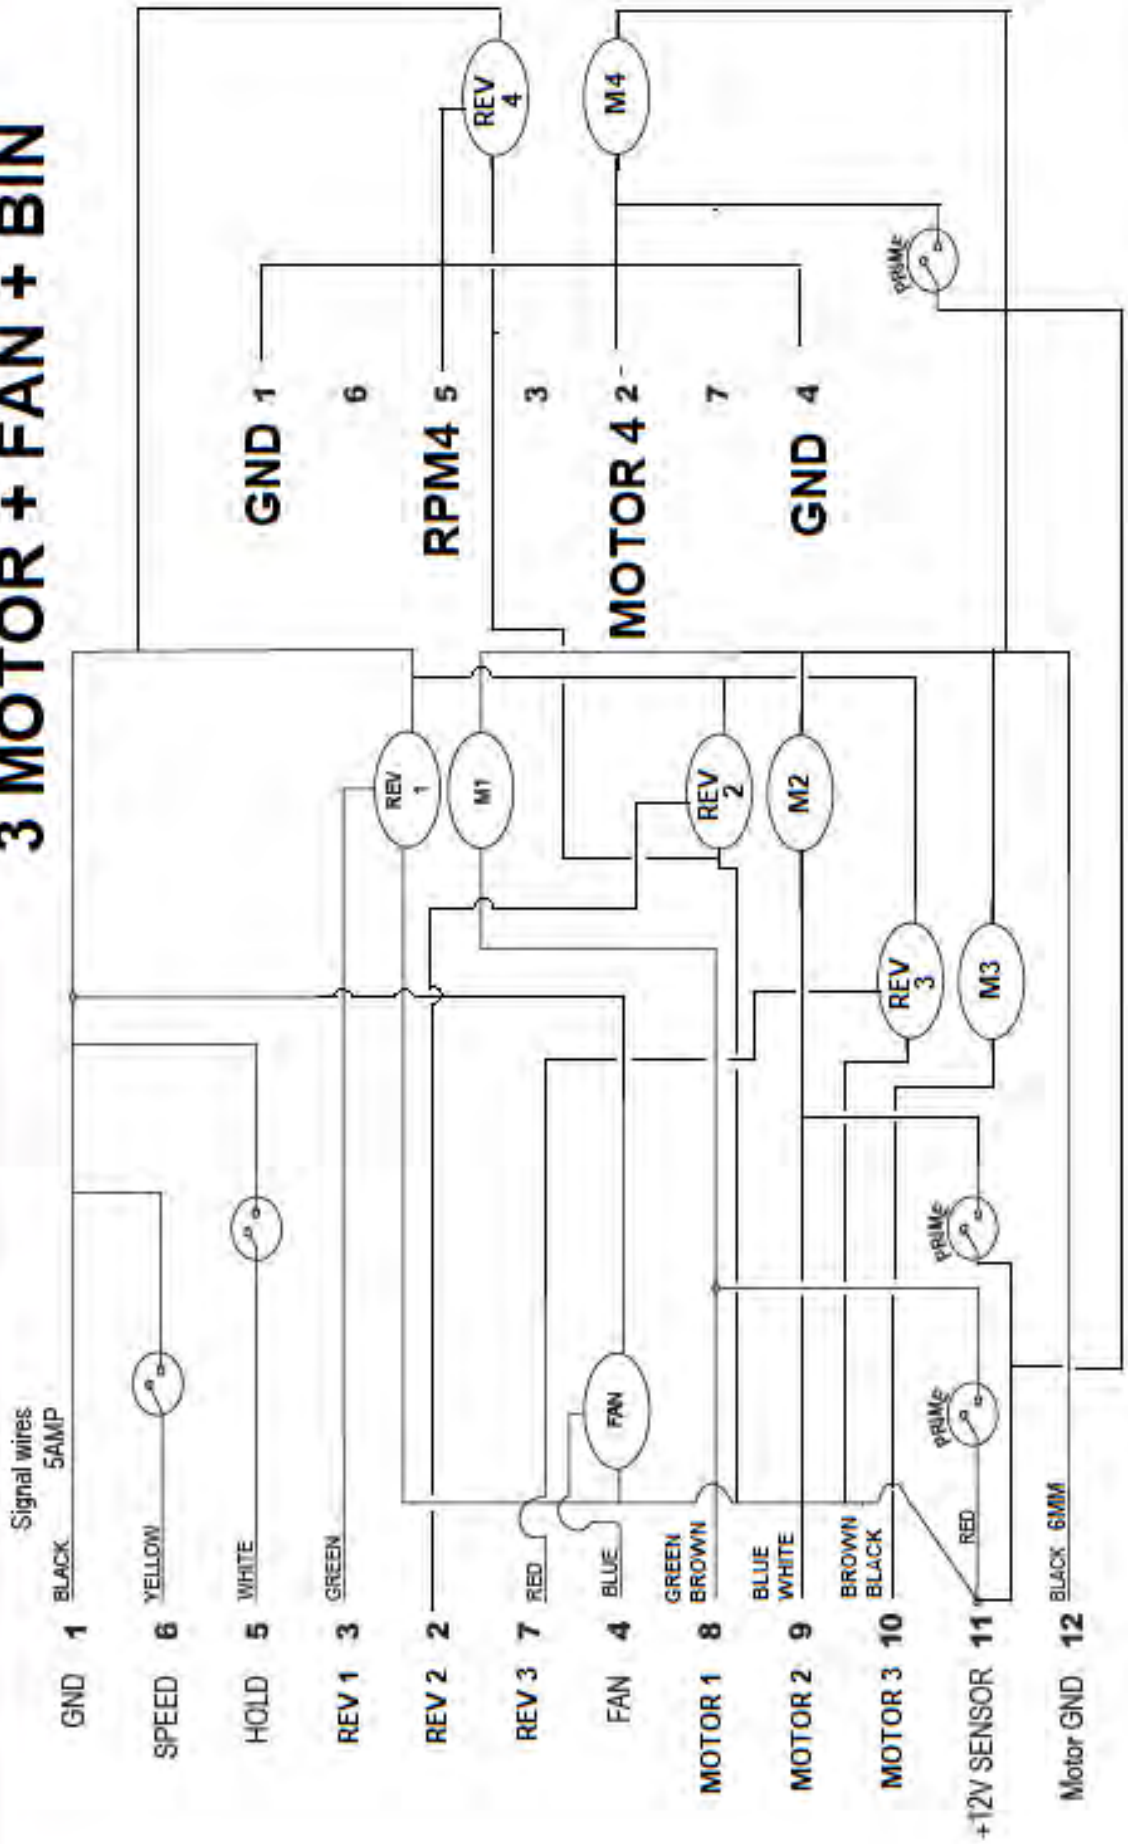 3 MOTOR + FAN + BIN
Signal wires
5AMP
GND 1 BLACK
SPEED 6 YELLOW
HOLD 5 WHITE
REV 1 3 GREEN
REV 2 2
REV 3 7 RED
FAN 4 BLUE
MOTOR 1 8 GREEN
BROWN
MOTOR 2 9 BLUE
WHITE
MOTOR 3 10 BROWN
BLACK
+12V SENSOR 11 RED
Motor GND 12 BLACK 6MM
FAN
PRIME
PRIME
REV
1
M1
REV
2
M2
REV
3
M3
GND 1
6
RPM4 5
3
MOTOR 4 2
7
GND 4
REV
4
M4
PRIME